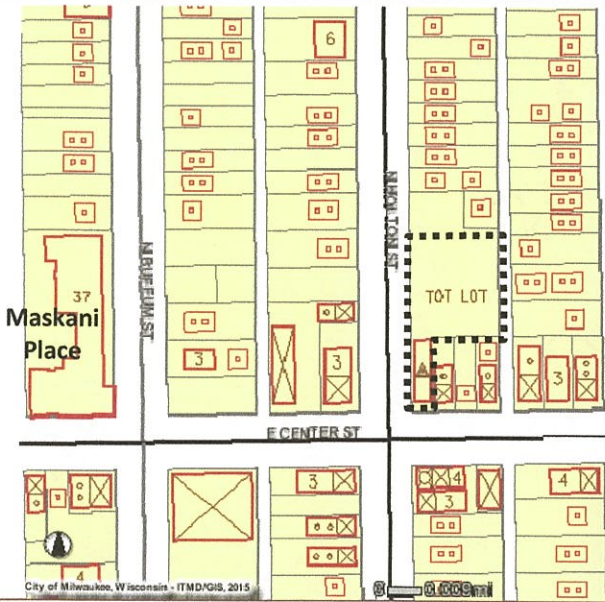 6
37
Maskani
Place
N BUFFUM ST
N HOLTON ST
TOT LOT
3
3
A
3
E CENTER ST
3
4
3
4
4
City of Milwaukee, Wisconsin - ITMD/GIS, 2015
mi